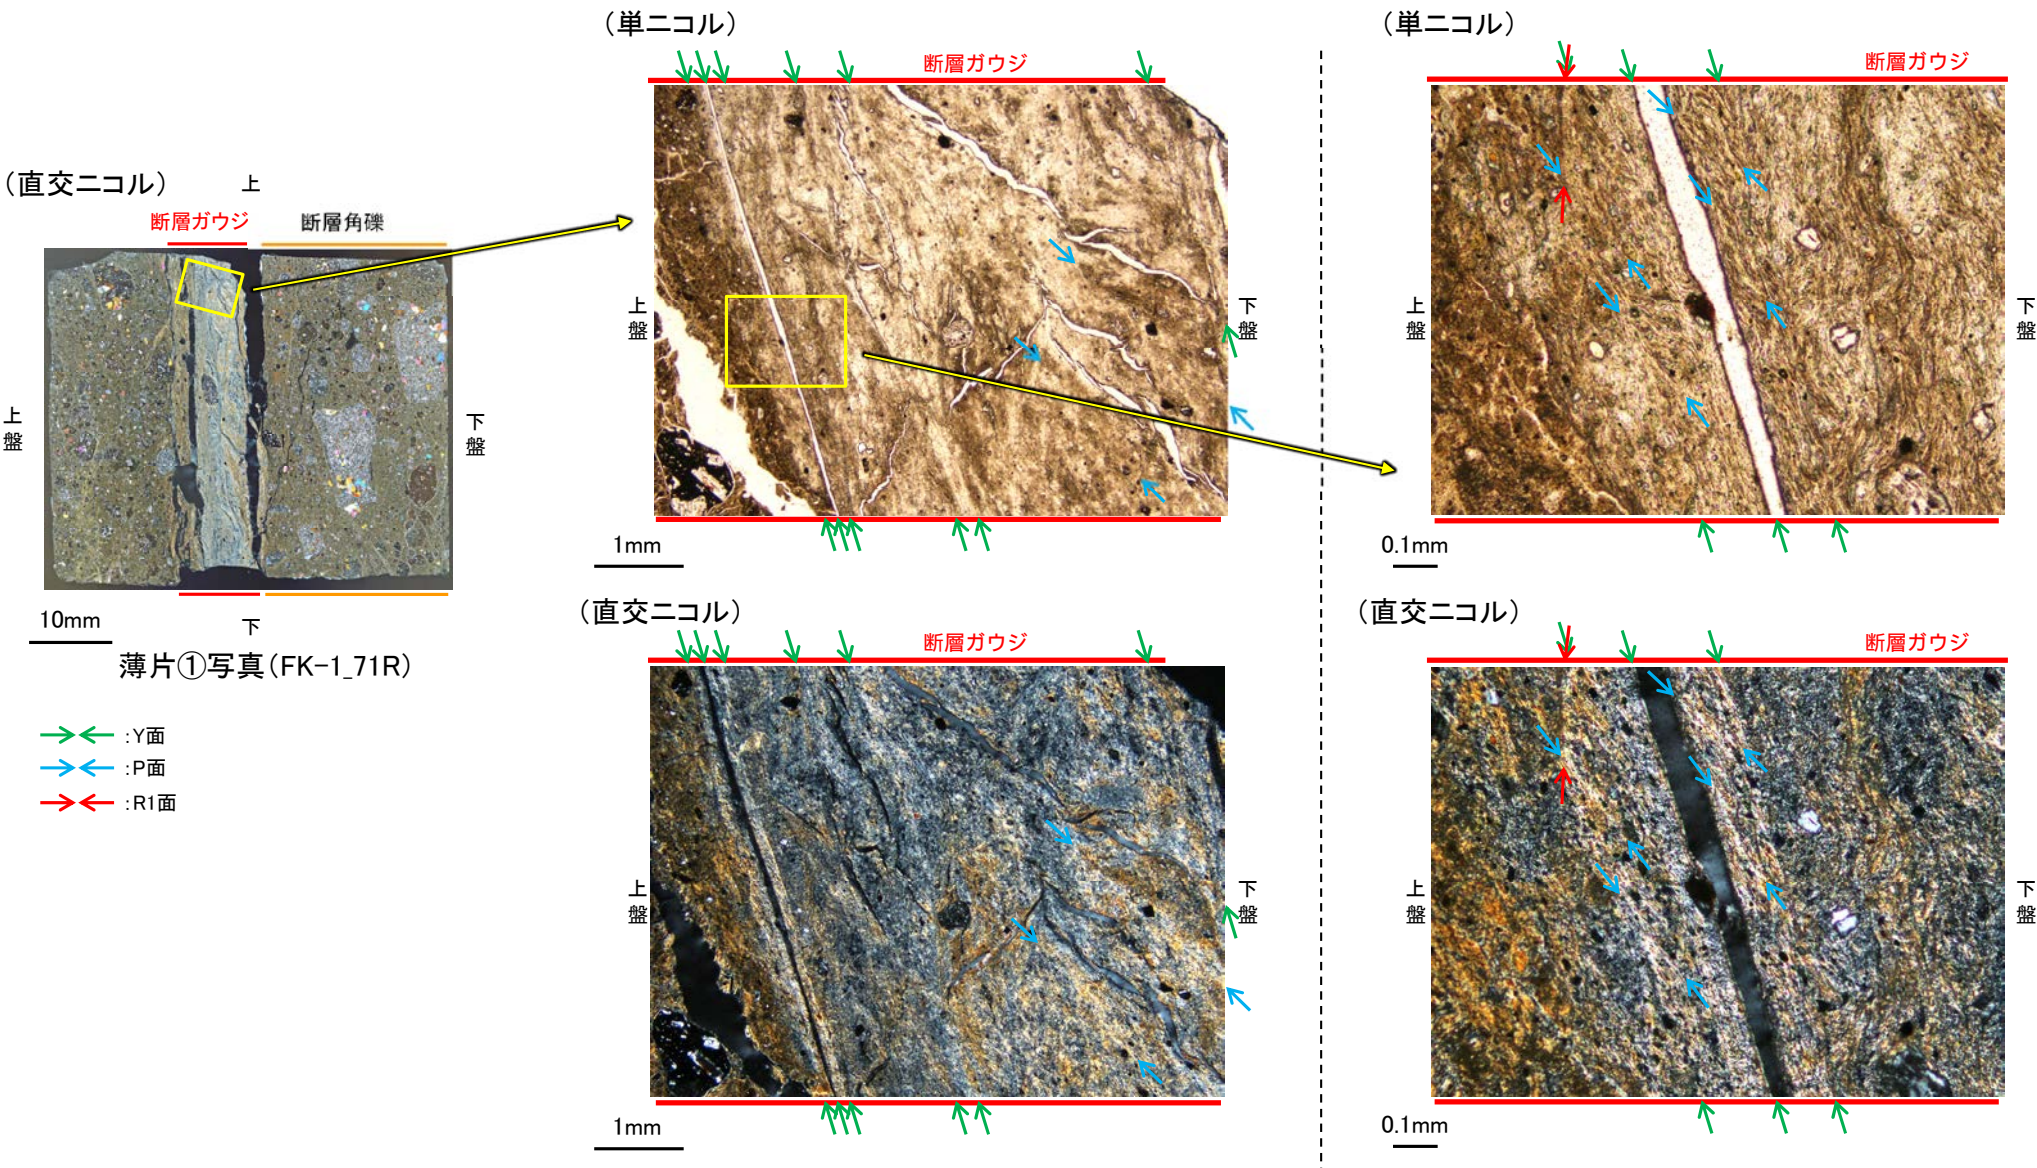 （直交ニコル）
上
断層ガウジ
断層角礫
上盤
下盤
10mm
下
薄片①写真（FK-1_71R）
：Y面
：P面
：R1面
（単ニコル）
断層ガウジ
上盤
下盤
1mm
（直交ニコル）
断層ガウジ
上盤
下盤
1mm
（単ニコル）
断層ガウジ
上盤
下盤
0.1mm
（直交ニコル）
断層ガウジ
上盤
下盤
0.1mm